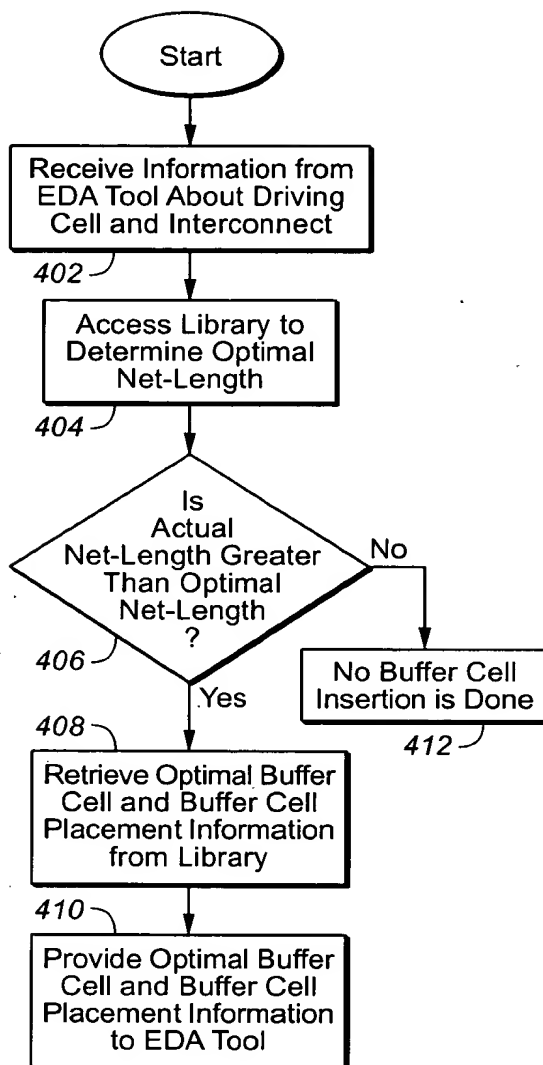 Start
Receive Information from
EDA Tool About Driving
Cell and Interconnect
402
Access Library to
Determine Optimal
Net-Length
404
Is
Actual
Net-Length Greater
Than Optimal
Net-Length
?
406
No
No Buffer Cell
Insertion is Done
412
Yes
408
Retrieve Optimal Buffer
Cell and Buffer Cell
Placement Information
from Library
410
Provide Optimal Buffer
Cell and Buffer Cell
Placement Information
to EDA Tool